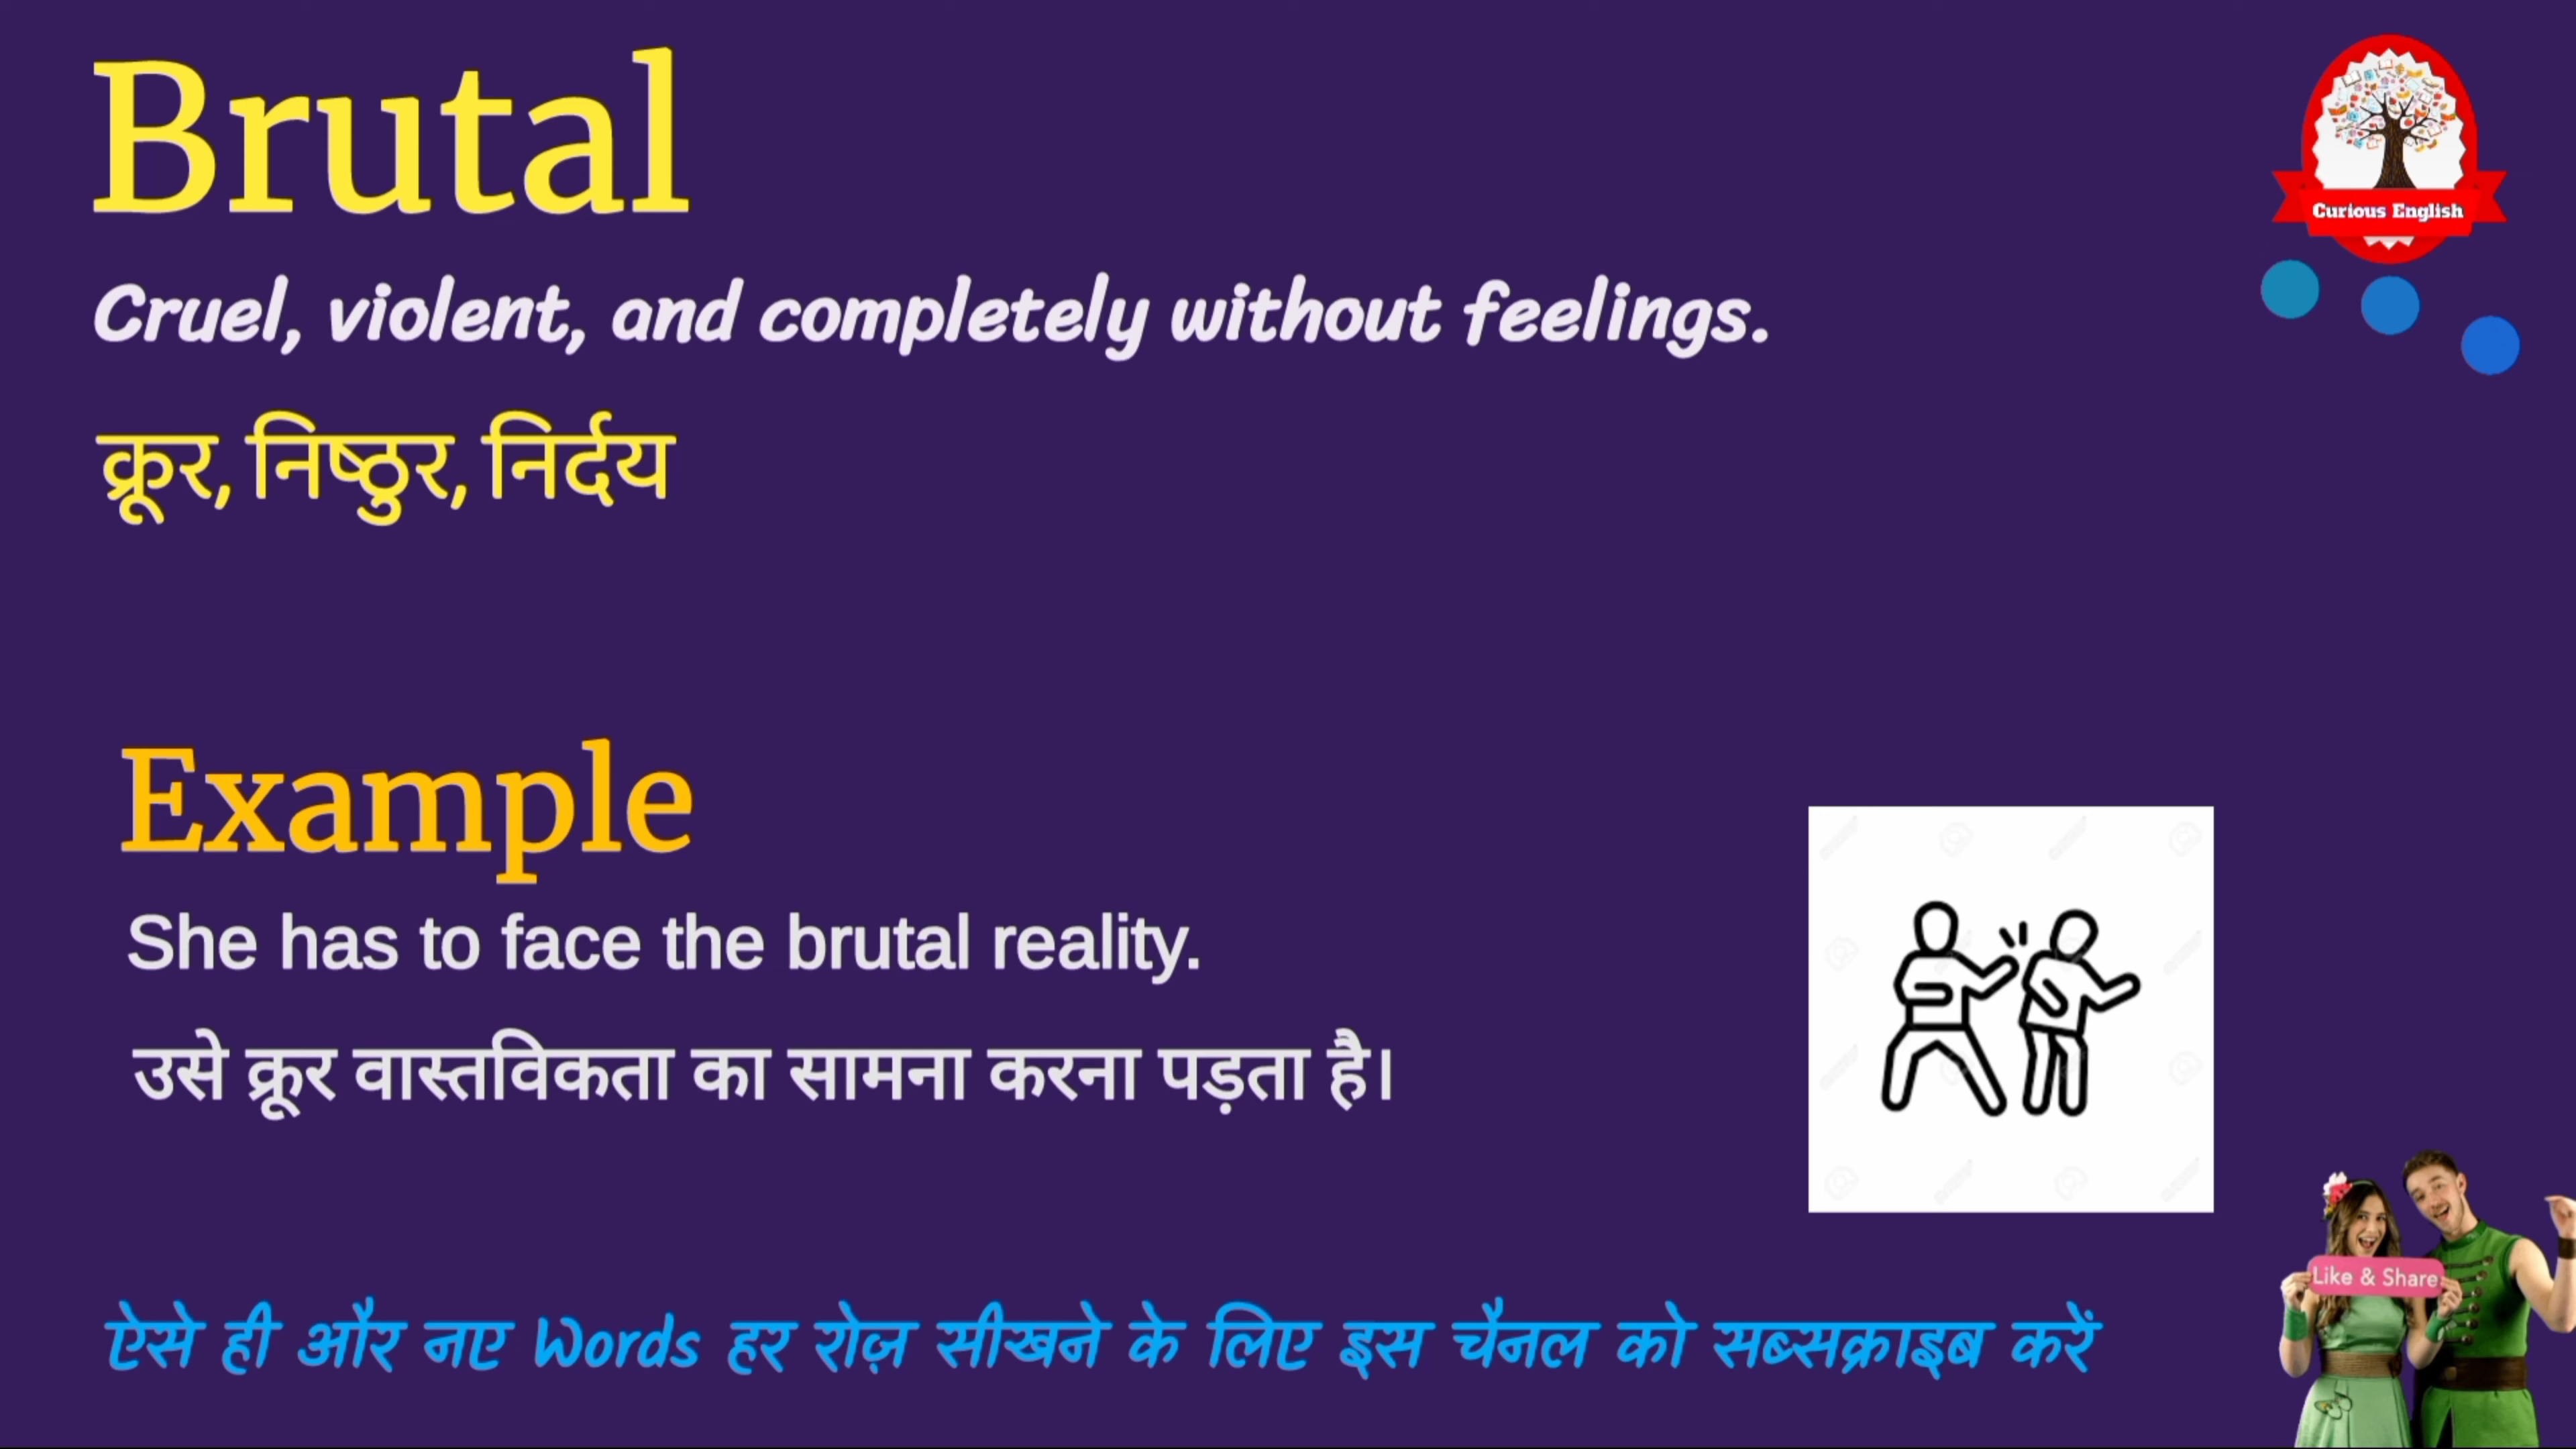 Brutal
Curious English
Cruel, violent, and completely without feelings.
क्रूर, निष्ठुर, निर्दय
Example
She has to face the brutal reality.
उसे क्रूर वास्तविकता का सामना करना पड़ता है।
Like & Share
ऐसे ही और नए Words हर रोज़ सीखने के लिए इस चैनल को सब्सक्राइब करें